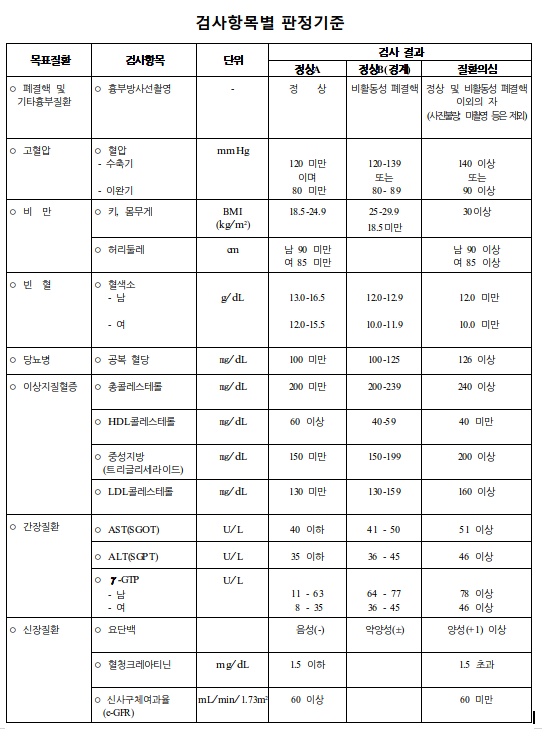 검사항목별 판정기준
목표질환 검사항목 단위 검사 결과
정상A 정상B(경계) 질환의심
○ 폐결핵 및 기타흉부질환 ○ 흉부방사선촬영 - 정 상 비활동성 폐결핵 정상 및 비활동성 폐결핵 이외의 자 (사진불량, 미촬영 등은 제외)
○ 고혈압 ○ 혈압 mmHg
- 수축기 120 미만 120-139 140 이상
이며 또는 또는
- 이완기 80 미만 80-89 90 이상
○ 비 만 ○ 키, 몸무게 BMI (kg/m²) 18.5-24.9 25-29.9 18.5미만 30이상
○ 허리둘레 cm 남 90 미만 여 85 미만 남 90 이상 여 85 이상
○ 빈 혈 ○ 혈색소 g/dL
- 남 13.0-16.5 12.0-12.9 12.0 미만
- 여 12.0-15.5 10.0-11.9 10.0 미만
○ 당뇨병 ○ 공복 혈당 ㎎/dL 100 미만 100-125 126 이상
○ 이상지질혈증 ○ 총콜레스테롤 ㎎/dL 200 미만 200-239 240 이상
○ HDL콜레스테롤 ㎎/dL 60 이상 40-59 40 미만
○ 중성지방 (트리글리세라이드) ㎎/dL 150 미만 150-199 200 이상
○ LDL콜레스테롤 ㎎/dL 130 미만 130-159 160 이상
○ 간장질환 ○ AST(SGOT) U/L 40 이하 41 - 50 51 이상
○ ALT(SGPT) U/L 35 이하 36 - 45 46 이상
○ γ-GTP U/L
- 남 11 - 63 64 - 77 78 이상
- 여 8 - 35 36 - 45 46 이상
○ 신장질환 ○ 요단백 음성(-) 약양성(±) 양성(+1) 이상
○ 혈청크레아티닌 mg/dL 1.5 이하 1.5 초과
○ 신사구체여과율 (e-GFR) mL/min/1.73m² 60 이상 60 미만